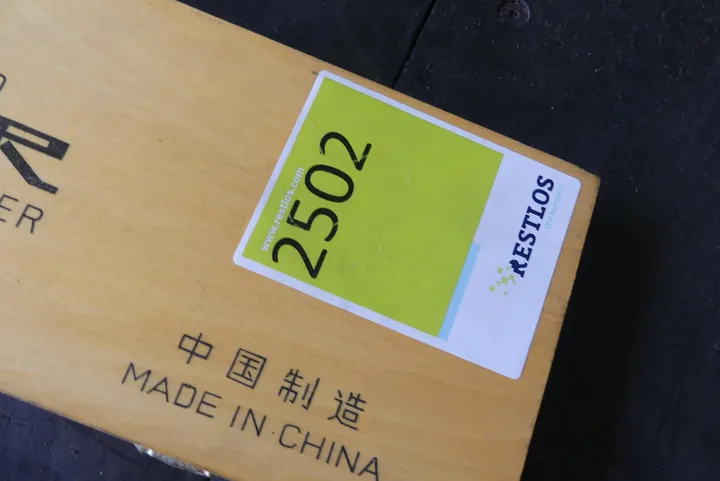 www.restlos.com
2502
RESTLOS
中国制造
MADE IN CHINA